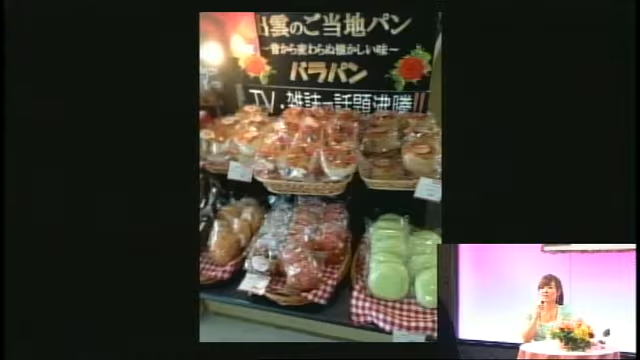 出雲のご当地パン
〜昔から変わらぬ懐かしい味〜
バラパン
TV・雑誌で話題沸騰!!